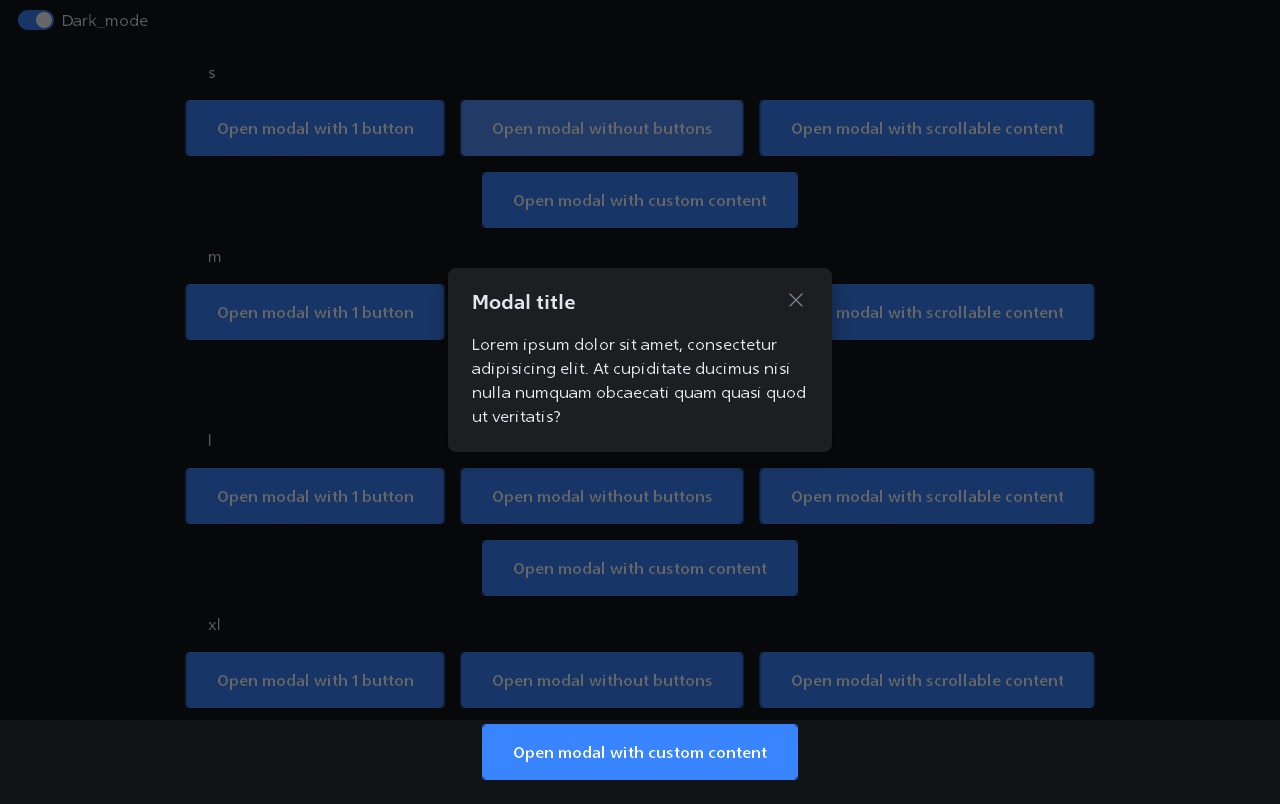 Dark_mode
s
Open modal with 1 button
Open modal without buttons
Open modal with scrollable content
Open modal with custom content
m
Open modal with 1 button
modal with scrollable content
Modal title
Lorem ipsum dolor sit amet, consectetur
adipisicing elit. At cupiditate ducimus nisi
nulla numquam obcaecati quam quasi quod
ut veritatis?
l
Open modal with 1 button
Open modal without buttons
Open modal with scrollable content
Open modal with custom content
xl
Open modal with 1 button
Open modal without buttons
Open modal with scrollable content
Open modal with custom content